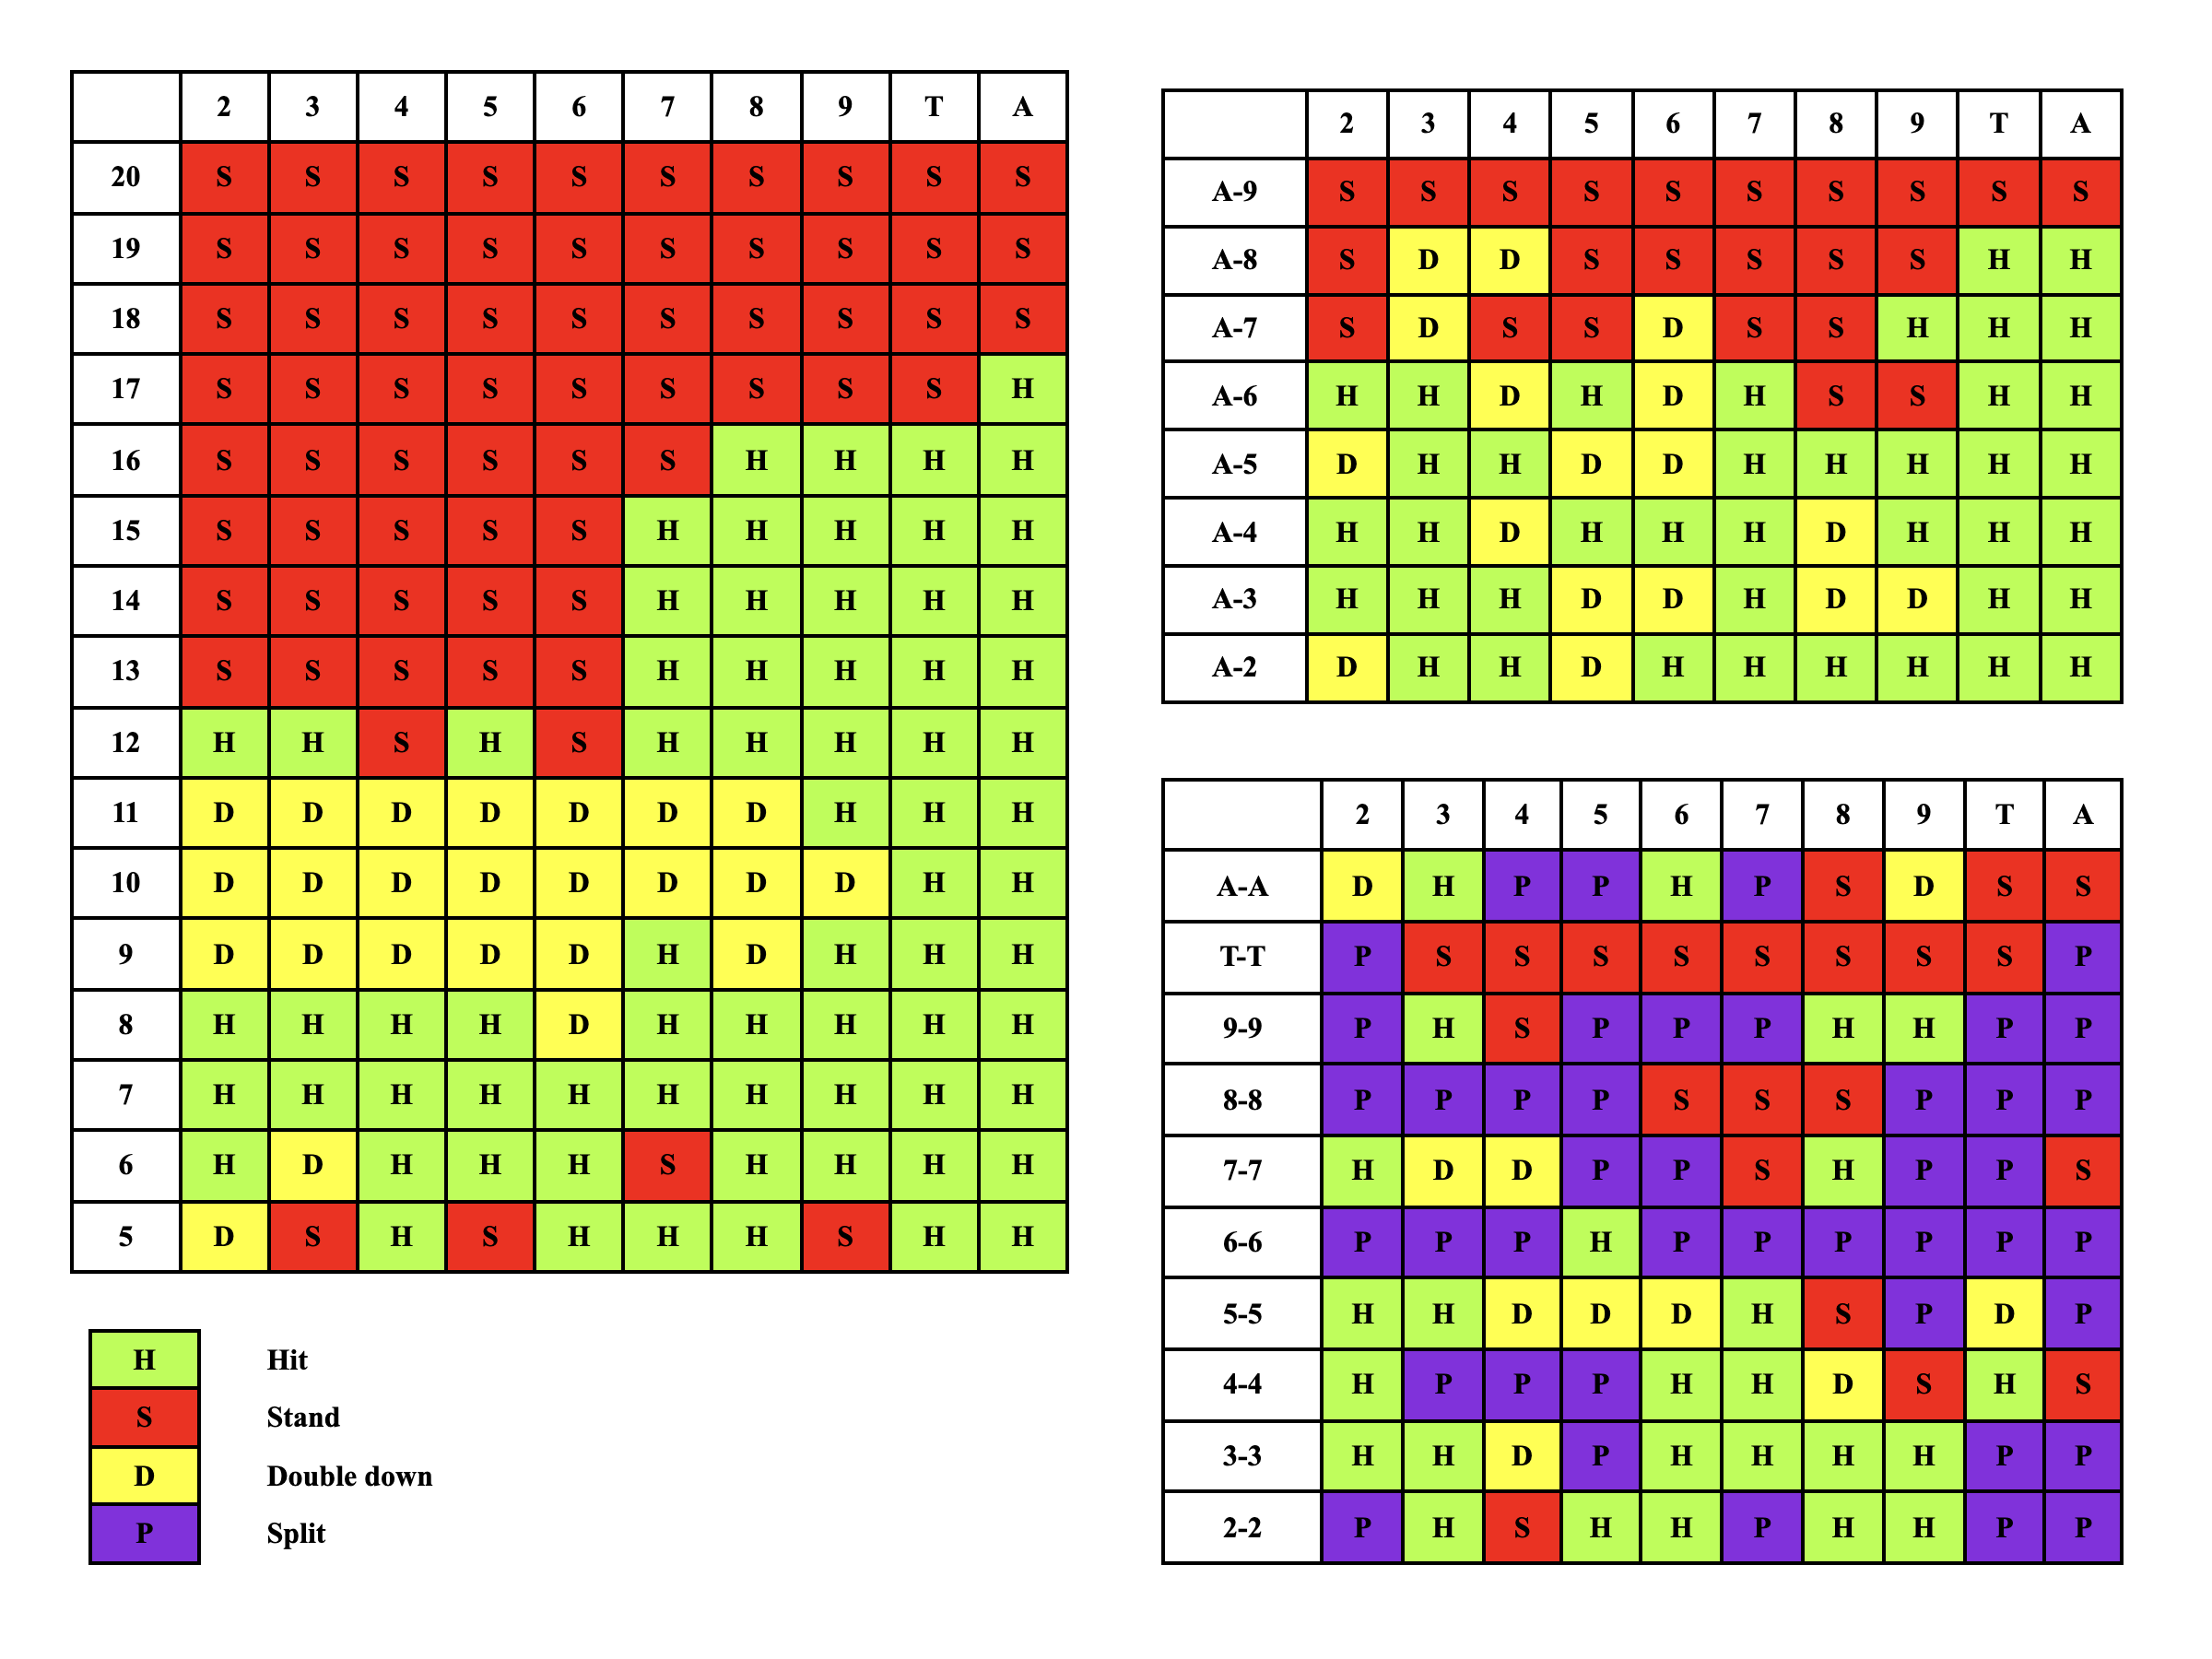 2 3 4 5 6 7 8 9 T A
20 S S S S S S S S S S
19 S S S S S S S S S S
18 S S S S S S S S S S
17 S S S S S S S S S H
16 S S S S S S H H H H
15 S S S S S H H H H H
14 S S S S S H H H H H
13 S S S S S H H H H H
12 H H S H S H H H H H
11 D D D D D D D H H H
10 D D D D D D D D H H
9 D D D D D H D H H H
8 H H H H D H H H H H
7 H H H H H H H H H H
6 H D H H H S H H H H
5 D S H S H H H S H H
H Hit
S Stand
D Double down
P Split
2 3 4 5 6 7 8 9 T A
A-9 S S S S S S S S S S
A-8 S D D S S S S S H H
A-7 S D S S D S S H H H
A-6 H H D H D H S S H H
A-5 D H H D D H H H H H
A-4 H H D H H H D H H H
A-3 H H H D D H D D H H
A-2 D H H D H H H H H H
2 3 4 5 6 7 8 9 T A
A-A D H P P H P S D S S
T-T P S S S S S S S S P
9-9 P H S P P P H H P P
8-8 P P P P S S S P P P
7-7 H D D P P S H P P S
6-6 P P P H P P P P P P
5-5 H H D D D H S P D P
4-4 H P P P H H D S H S
3-3 H H D P H H H H P P
2-2 P H S H H P H H P P